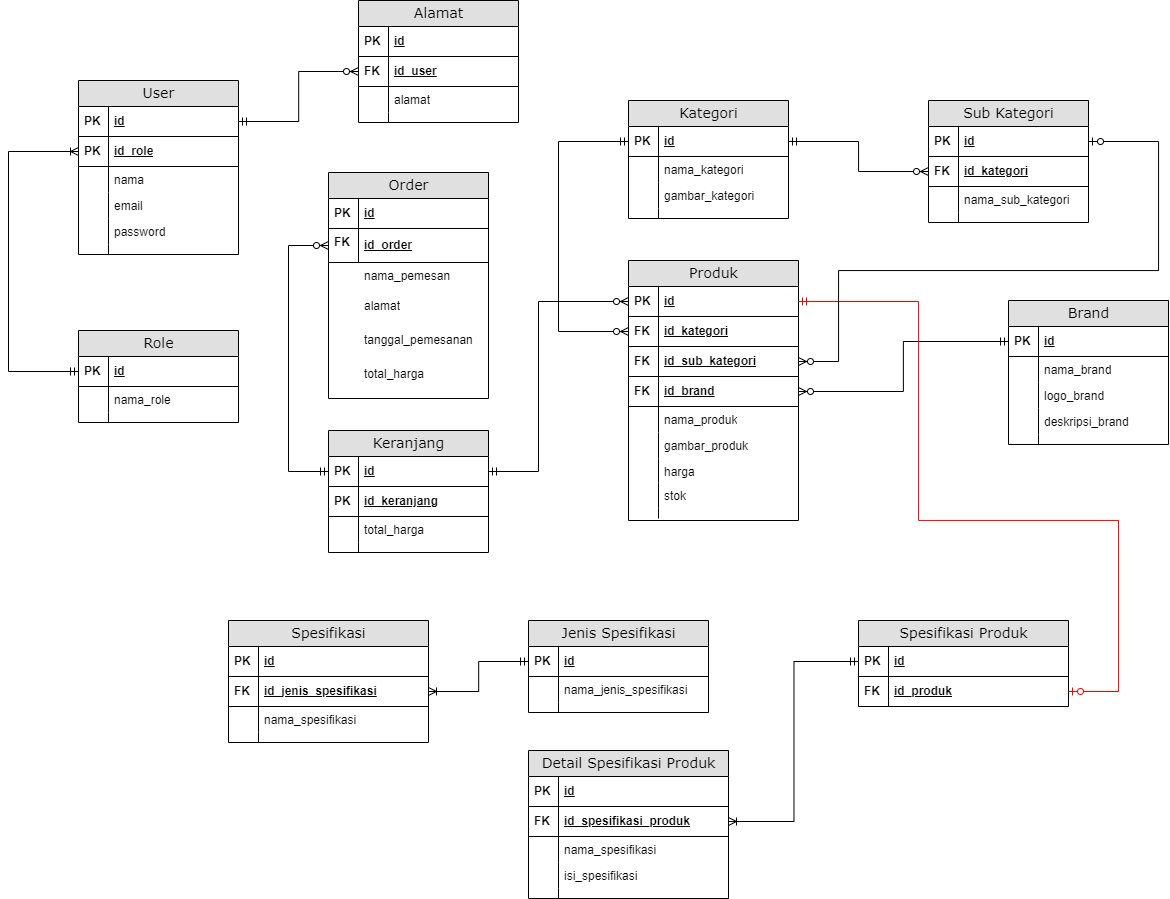 Alamat
PK id
FK id_user
alamat
User
PK id
PK id_role
nama
email
password
Kategori
PK id
nama_kategori
gambar_kategori
Sub Kategori
PK id
FK id_kategori
nama_sub_kategori
Order
PK id
FK id_order
nama_pemesan
alamat
tanggal_pemesanan
total_harga
Produk
PK id
FK id_kategori
FK id_sub_kategori
FK id_brand
nama_produk
gambar_produk
harga
stok
Brand
PK id
nama_brand
logo_brand
deskripsi_brand
Role
PK id
nama_role
Keranjang
PK id
PK id_keranjang
total_harga
Spesifikasi
PK id
FK id_jenis_spesifikasi
nama_spesifikasi
Jenis Spesifikasi
PK id
nama_jenis_spesifikasi
Spesifikasi Produk
PK id
FK id_produk
Detail Spesifikasi Produk
PK id
FK id_spesifikasi_produk
nama_spesifikasi
isi_spesifikasi